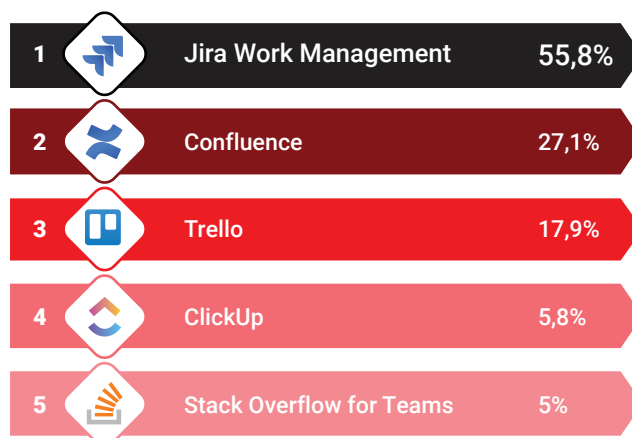 1 Jira Work Management 55,8%
2 Confluence 27,1%
3 Trello 17,9%
4 ClickUp 5,8%
5 Stack Overflow for Teams 5%